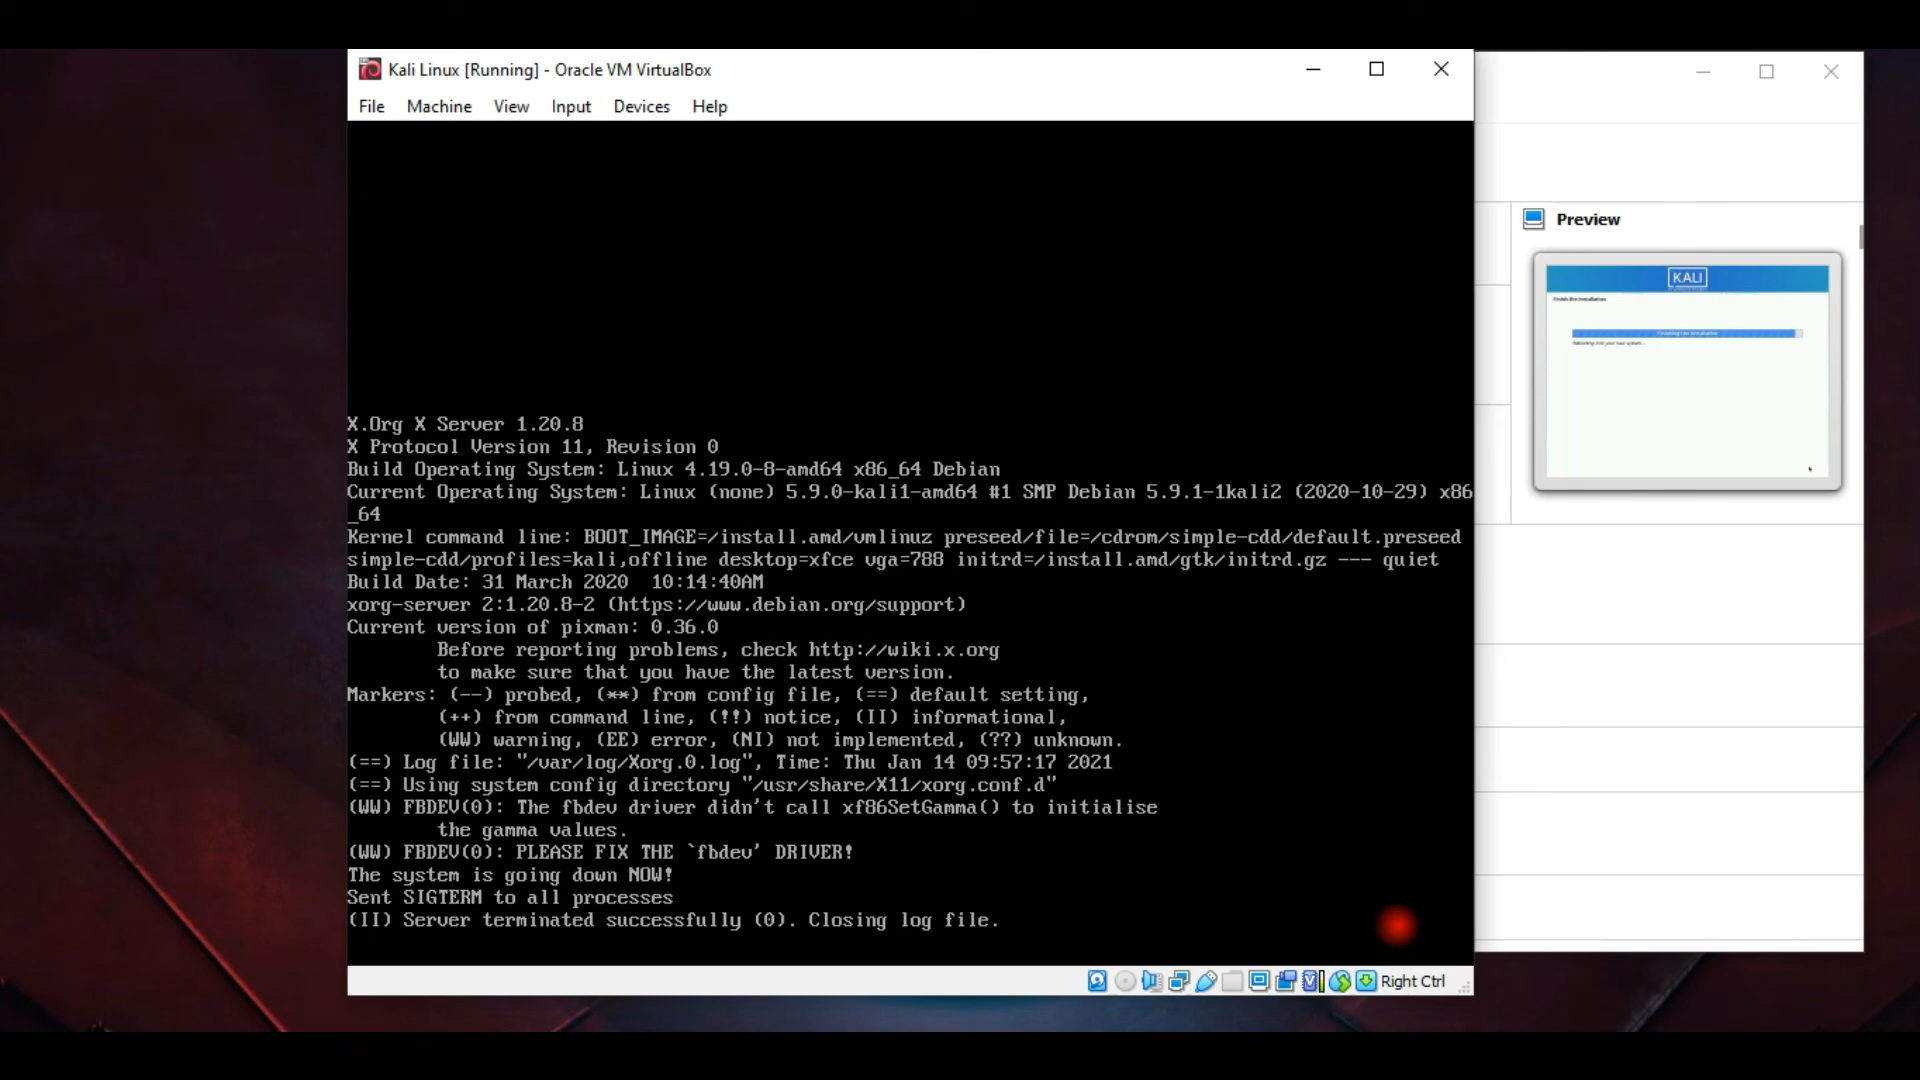 Kali Linux [Running] - Oracle VM VirtualBox
File Machine View Input Devices Help
X.Org X Server 1.20.8
X Protocol Version 11, Revision 0
Build Operating System: Linux 4.19.0-8-amd64 x86_64 Debian
Current Operating System: Linux (none) 5.9.0-kali1-amd64 #1 SMP Debian 5.9.1-1kali2 (2020-10-29) x86
_64
Kernel command line: BOOT_IMAGE=/install.amd/vmlinuz preseed/file=/cdrom/simple-cdd/default.preseed
simple-cdd/profiles=kali,offline desktop=xfce vga=788 initrd=/install.amd/gtk/initrd.gz --- quiet
Build Date: 31 March 2020  10:14:40AM
xorg-server 2:1.20.8-2 (https://www.debian.org/support)
Current version of pixman: 0.36.0
Before reporting problems, check http://wiki.x.org
to make sure that you have the latest version.
Markers: (--) probed, (**) from config file, (==) default setting,
(++) from command line, (!!) notice, (II) informational,
(WW) warning, (EE) error, (NI) not implemented, (??) unknown.
(==) Log file: "/var/log/Xorg.0.log", Time: Thu Jan 14 09:57:17 2021
(==) Using system config directory "/usr/share/X11/xorg.conf.d"
(WW) FBDEV(0): The fbdev driver didn't call xf86SetGamma() to initialise
the gamma values.
(WW) FBDEV(0): PLEASE FIX THE `fbdev' DRIVER!
The system is going down NOW!
Sent SIGTERM to all processes
(II) Server terminated successfully (0). Closing log file.
Right Ctrl
Preview
KALI
Finish the installation
Finishing the installation
Rebooting into your new system...